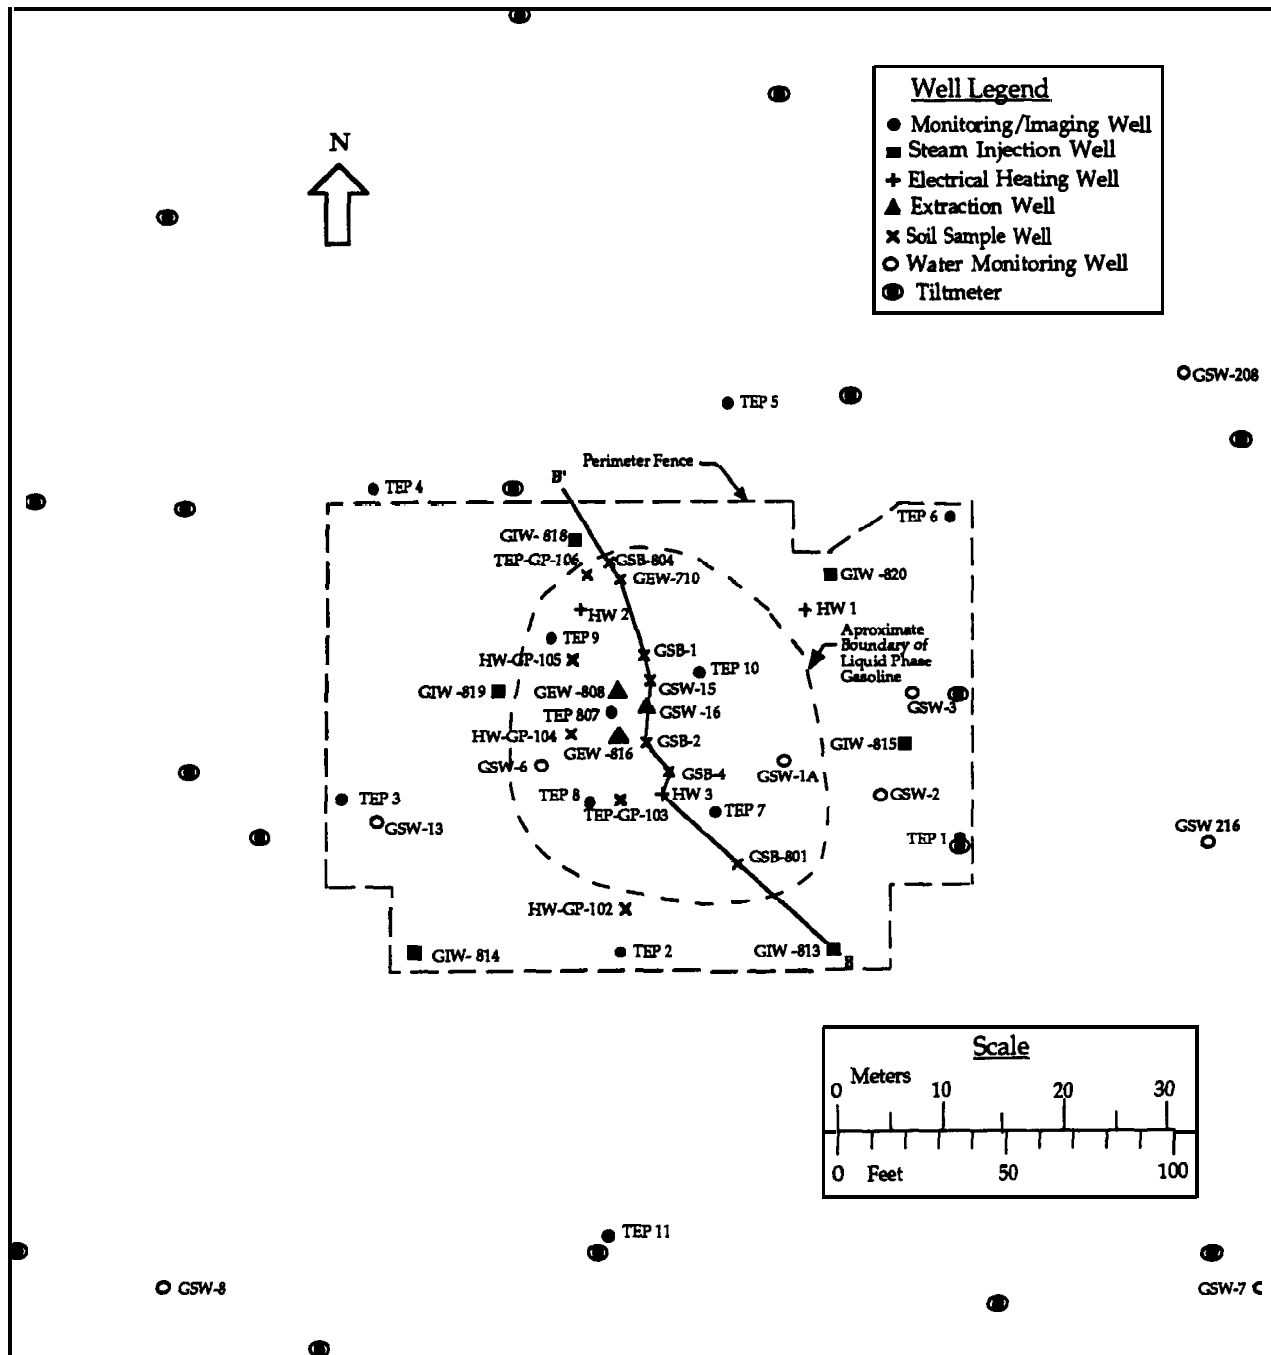 Well Legend
Monitoring/Imaging Well
Steam Injection Well
Electrical Heating Well
Extraction Well
Soil Sample Well
Water Monitoring Well
Tiltmeter
N
GSW-208
TEP 5
Perimeter Fence
B'
TEP 4
TEP 6
GIW- 818
TEP-GP-106
GSB-804
GEW-710
GIW -820
HW 2
HW 1
Aproximate
Boundary of
Liquid Phase
Gasoline
TEP 9
GSB-1
HW-GP-105
TEP 10
GIW -819
GEW -808
GSW-15
GSW-3
TEP 807
GSW -16
HW-GP-104
GEW -816
GSB-2
GIW -815
GSW-6
GSB-4
GSW-1A
TEP 3
TEP 8
HW 3
GSW-2
TEP-GP-103
TEP 7
GSW-13
GSW 216
TEP 1
GSB-801
HW-GP-102
GIW- 814
TEP 2
GIW -813
B
Scale
Meters
0 10 20 30
0 Feet 50 100
TEP 11
GSW-8
GSW-7